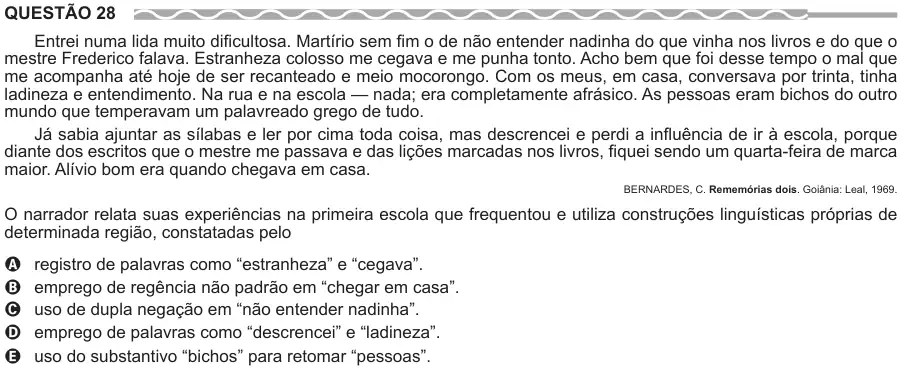 QUESTÃO 28
Entrei numa lida muito dificultosa. Martírio sem fim o de não entender nadinha do que vinha nos livros e do que o
mestre Frederico falava. Estranheza colosso me cegava e me punha tonto. Acho bem que foi desse tempo o mal que
me acompanha até hoje de ser recanteado e meio mocorongo. Com os meus, em casa, conversava por trinta, tinha
ladineza e entendimento. Na rua e na escola — nada; era completamente afrásico. As pessoas eram bichos do outro
mundo que temperavam um palavreado grego de tudo.
Já sabia ajuntar as sílabas e ler por cima toda coisa, mas descrencei e perdi a influência de ir à escola, porque
diante dos escritos que o mestre me passava e das lições marcadas nos livros, fiquei sendo um quarta-feira de marca
maior. Alívio bom era quando chegava em casa.
BERNARDES, C. Rememórias dois. Goiânia: Leal, 1969.
O narrador relata suas experiências na primeira escola que frequentou e utiliza construções linguísticas próprias de
determinada região, constatadas pelo
A registro de palavras como “estranheza” e “cegava”.
B emprego de regência não padrão em “chegar em casa”.
C uso de dupla negação em “não entender nadinha”.
D emprego de palavras como “descrencei” e “ladineza”.
E uso do substantivo “bichos” para retomar “pessoas”.